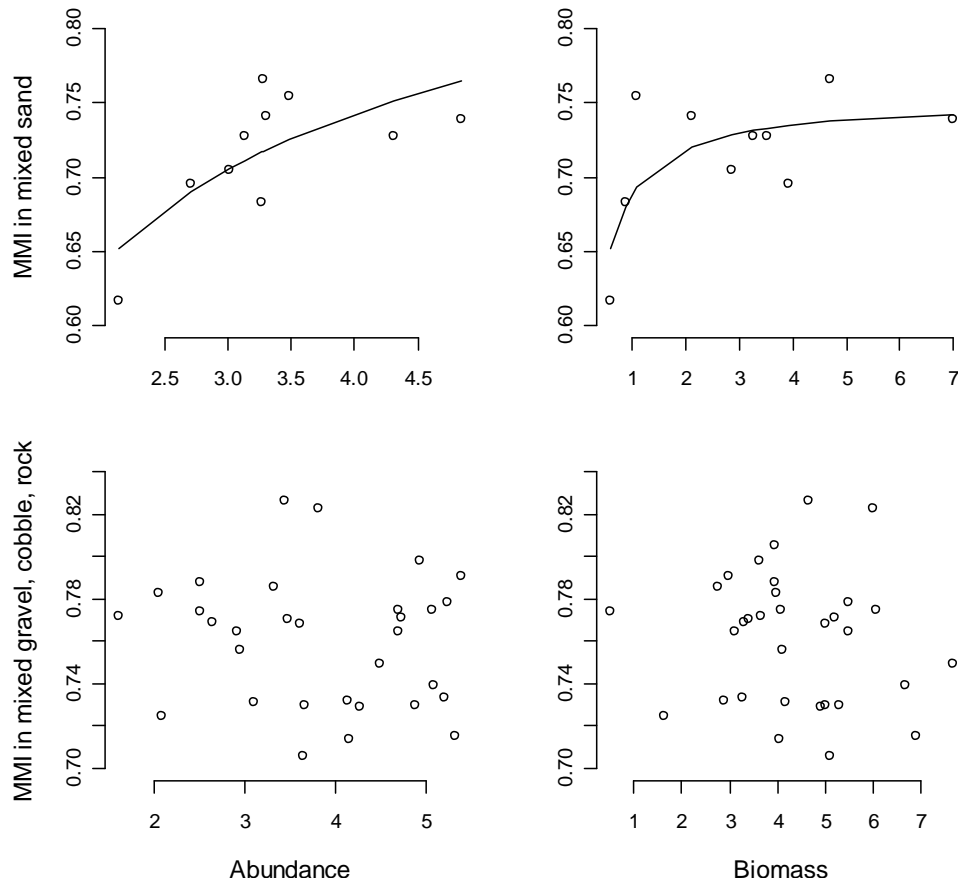 MMI in mixed sand
0.60 0.65 0.70 0.75 0.80
2.5 3.0 3.5 4.0 4.5
0.60 0.65 0.70 0.75 0.80
1 2 3 4 5 6 7
MMI in mixed gravel, cobble, rock
0.70 0.74 0.78 0.82
2 3 4 5
Abundance
0.70 0.74 0.78 0.82
1 2 3 4 5 6 7
Biomass